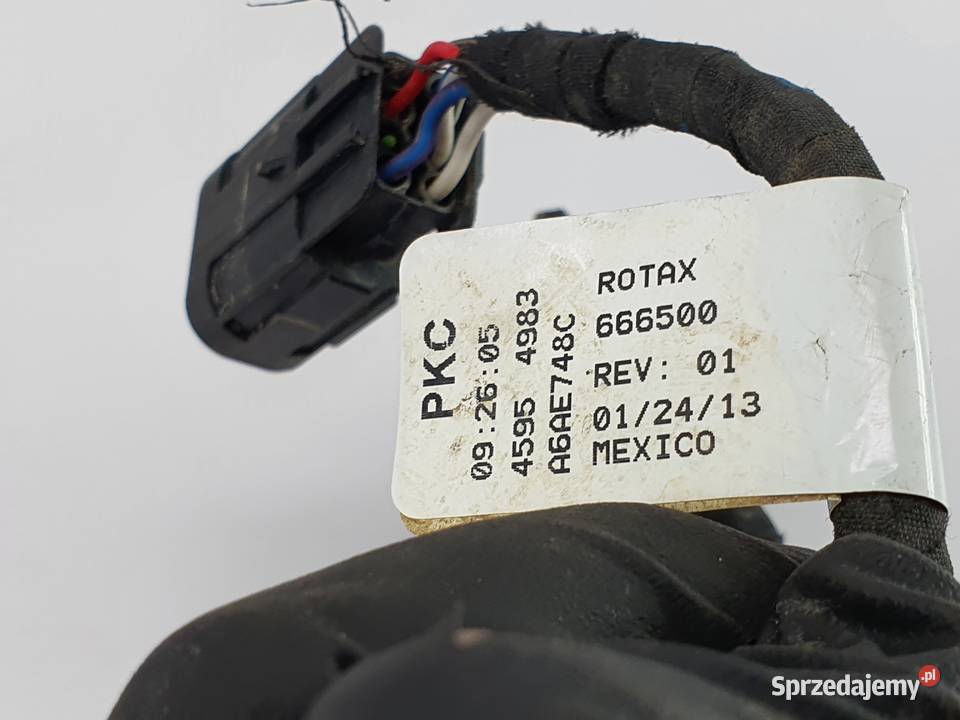 PKC
09:26:05
4595 4983
A6AE748C
ROTAX
666500
REV: 01
01/24/13
MEXICO
Sprzedajemy.pl